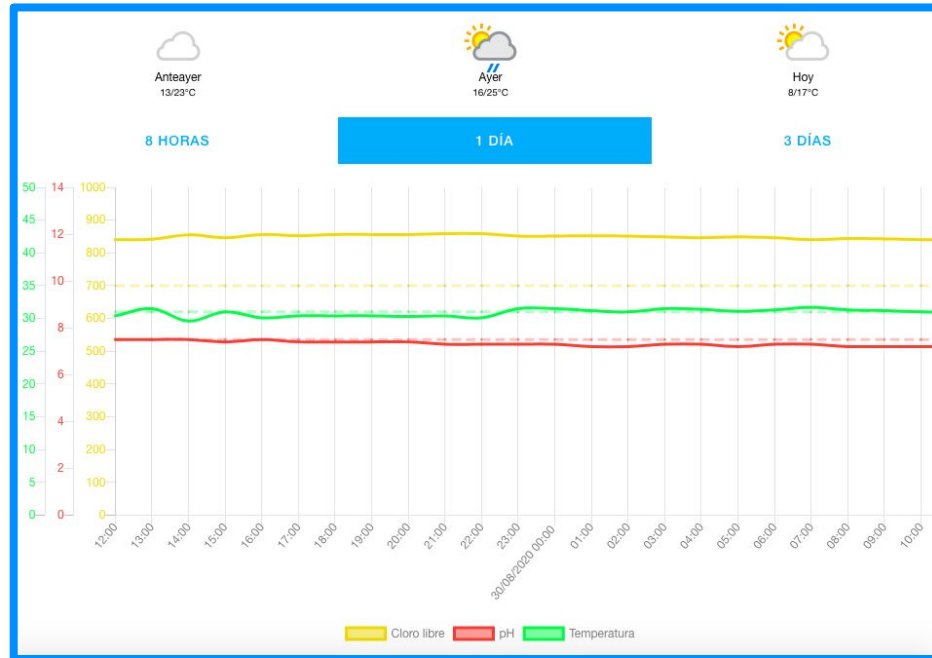 Anteayer
13/23°C
Ayer
16/25°C
Hoy
8/17°C
8 HORAS
1 DÍA
3 DÍAS
50 14 1000
45 900
12
40 800
35 10 700
30 8 600
25 500
6
20 400
15 4 300
10 200
2
5 100
0 0 0
12:00 13:00 14:00 15:00 16:00 17:00 18:00 19:00 20:00 21:00 22:00 23:00 30/08/2020 00:00 01:00 02:00 03:00 04:00 05:00 06:00 07:00 08:00 09:00 10:00
Cloro libre pH Temperatura